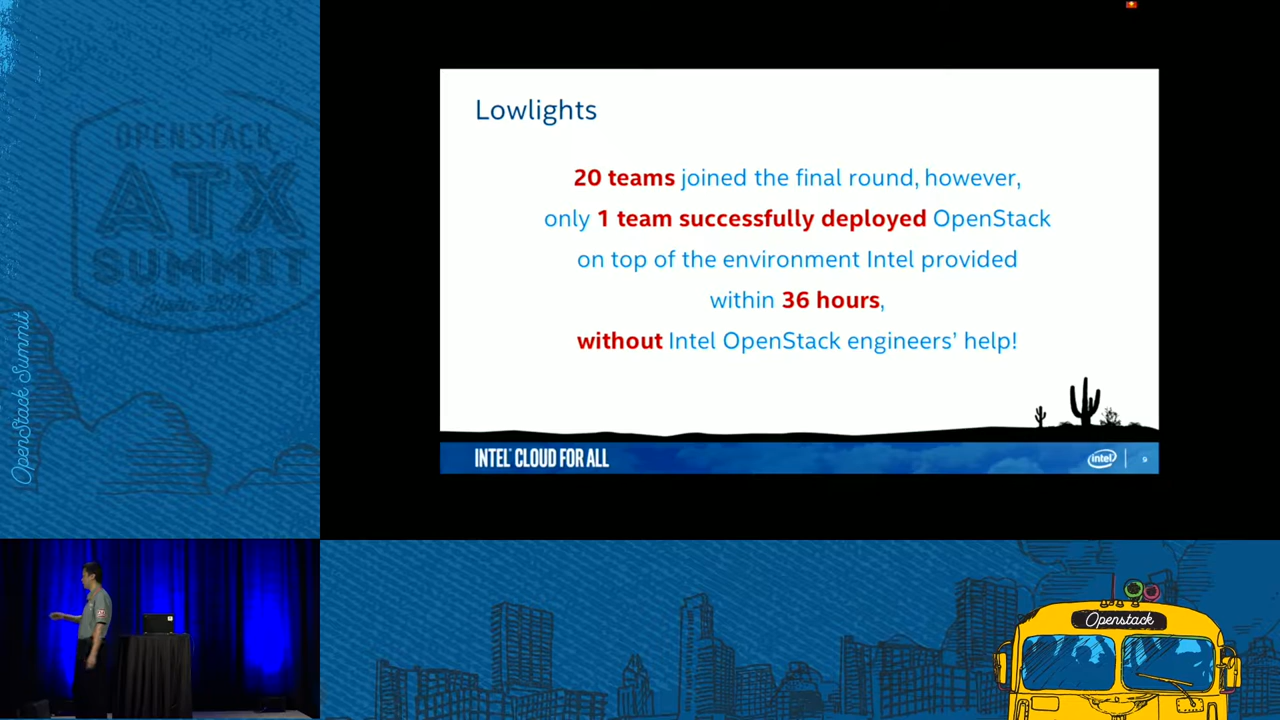 OPENSTACK
ATX
SUMMIT
Austin 2016
OpenStack Summit
Lowlights
20 teams joined the final round, however,
only 1 team successfully deployed OpenStack
on top of the environment Intel provided
within 36 hours,
without Intel OpenStack engineers’ help!
INTEL CLOUD FOR ALL
intel
9
Openstack